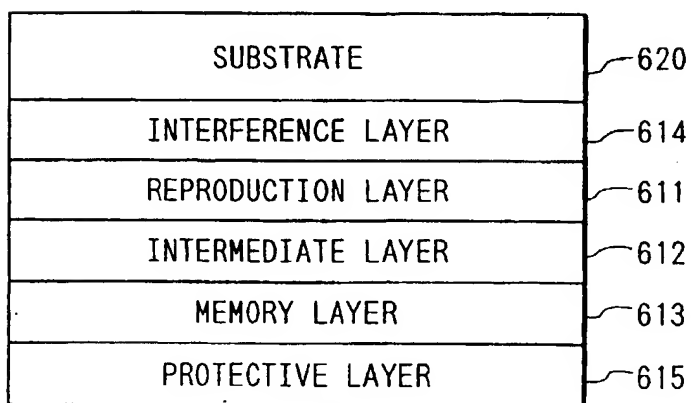 SUBSTRATE 620
INTERFERENCE LAYER 614
REPRODUCTION LAYER 611
INTERMEDIATE LAYER 612
MEMORY LAYER 613
PROTECTIVE LAYER 615